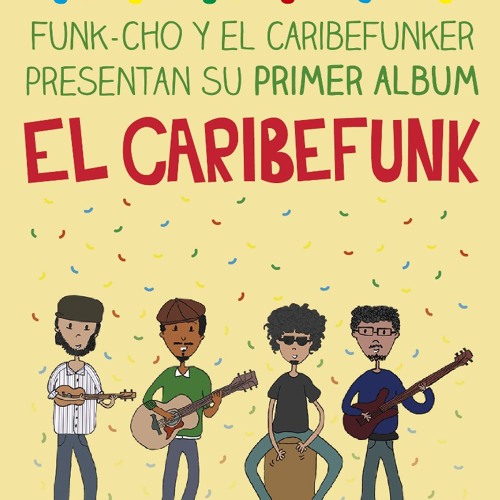 FUNK-CHO Y EL CARIBEFUNKER
PRESENTAN SU PRIMER ALBUM
EL CARIBEFUNK